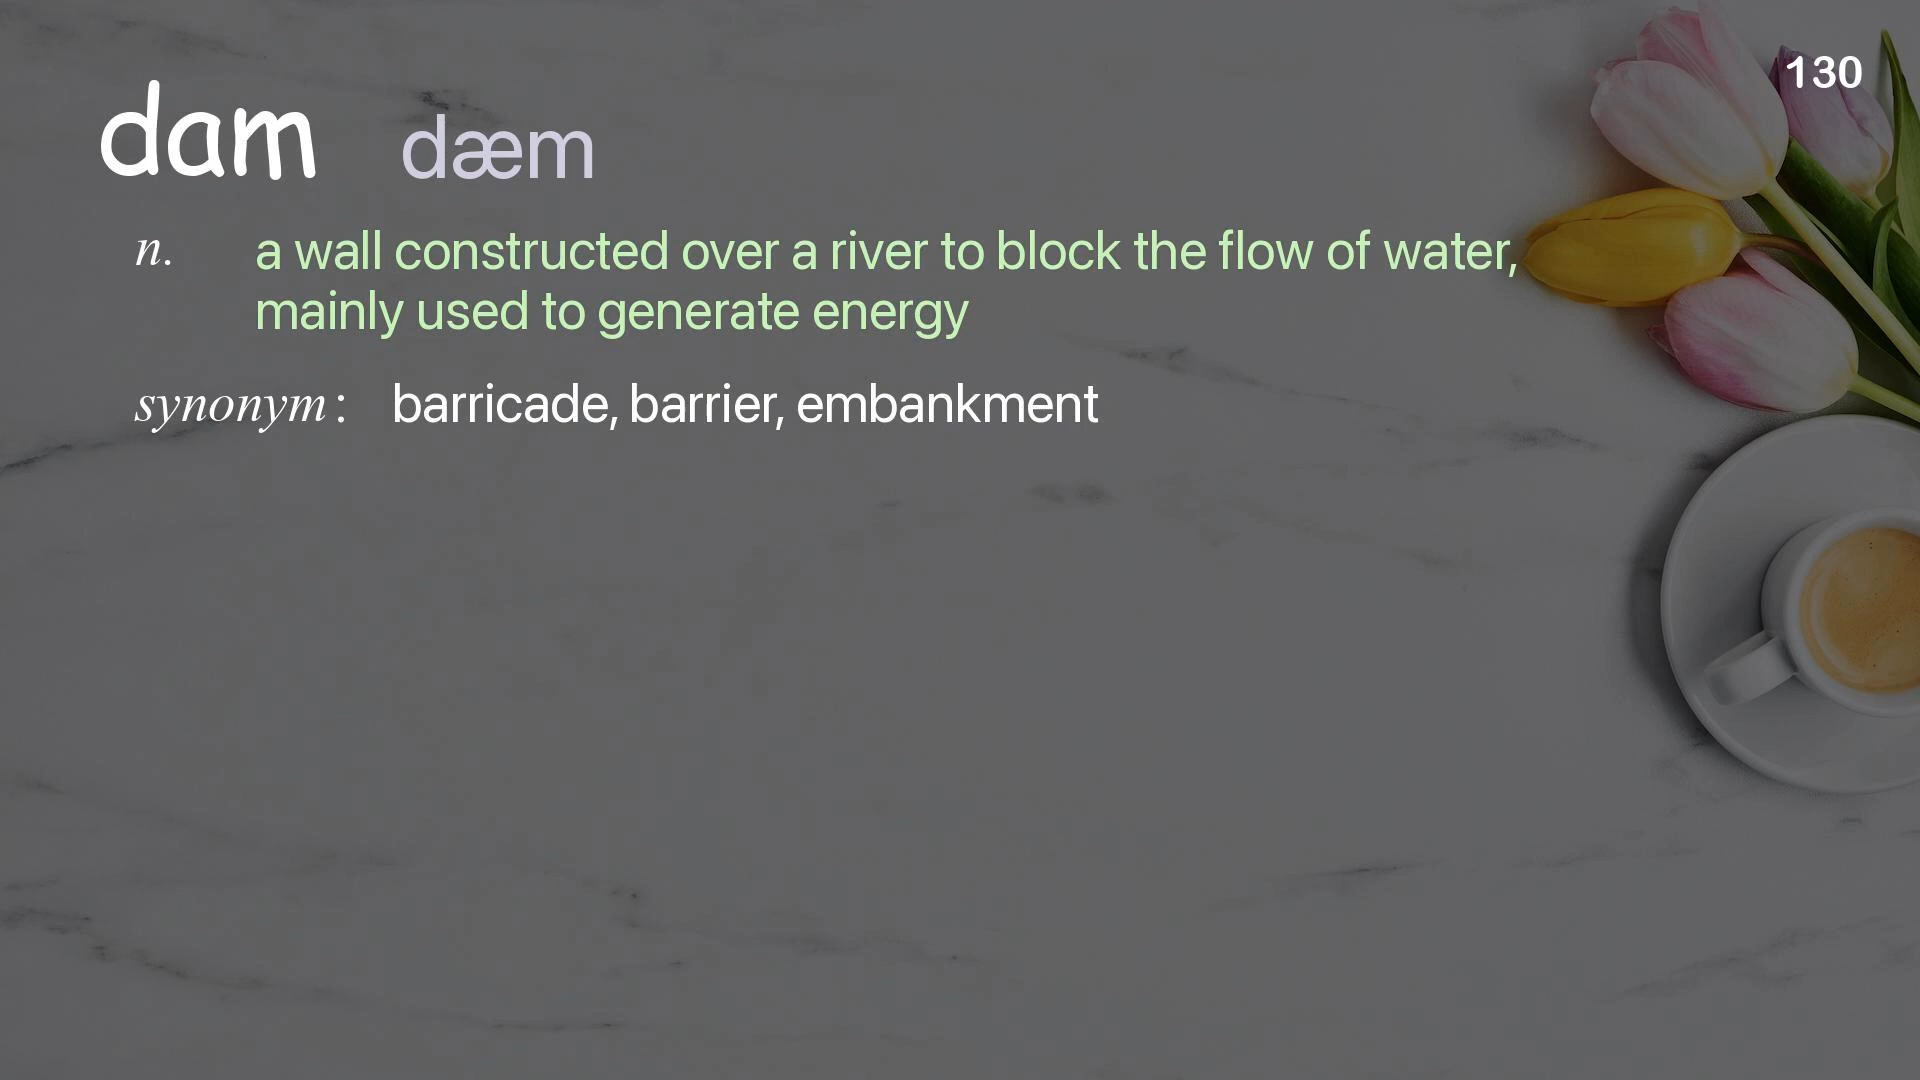 130
dam dæm
n. a wall constructed over a river to block the flow of water,
mainly used to generate energy
synonym : barricade, barrier, embankment